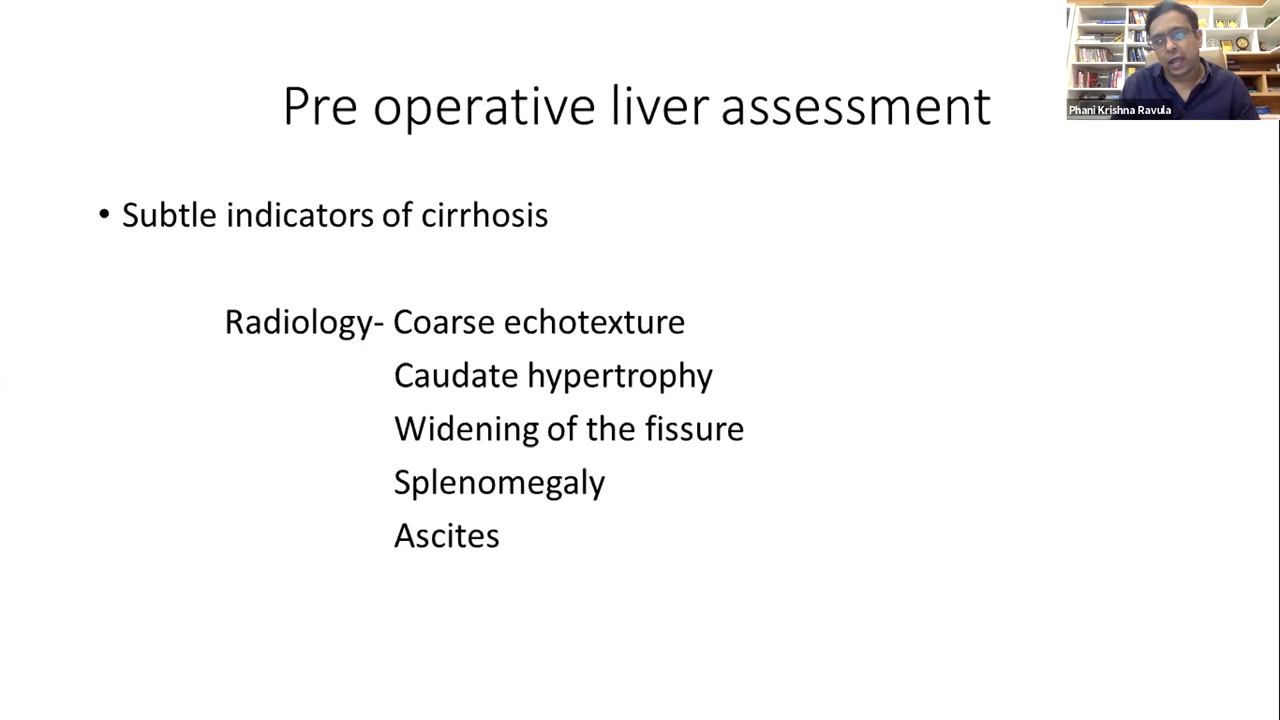 Pre operative liver assessment
Phani Krishna Ravula
• Subtle indicators of cirrhosis
Radiology- Coarse echotexture
Caudate hypertrophy
Widening of the fissure
Splenomegaly
Ascites